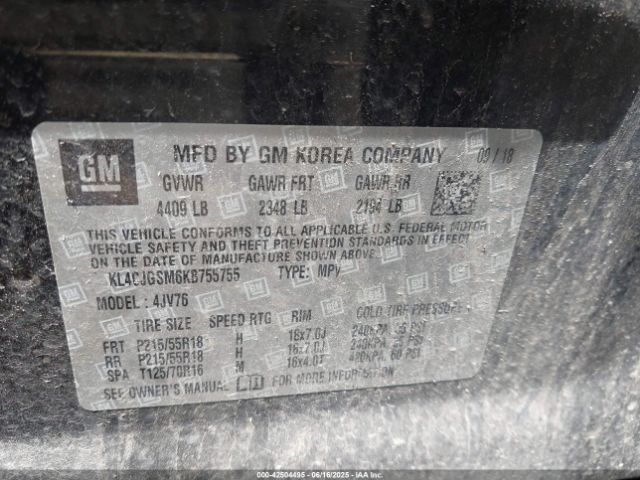 GM
MFD BY GM KOREA COMPANY 09/18
GVWR GAWR FRT GAWR RR
4409 LB 2348 LB 2194 LB
THIS VEHICLE CONFORMS TO ALL APPLICABLE U.S. FEDERAL MOTOR
VEHICLE SAFETY AND THEFT PREVENTION STANDARDS IN EFFECT
ON THE DATE OF MANUFACTURE SHOWN ABOVE.
KL4CJGSM6KB755755 TYPE: MPV
MODEL: 4JV76
TIRE SIZE SPEED RTG RIM COLD TIRE PRESSURE
FRT P215/55R18 H 18x7.0J 240KPA, 35 PSI
RR P215/55R18 H 18x7.0J 240KPA, 35 PSI
SPA T125/70R16 M 16x4.0T 420KPA, 60 PSI
SEE OWNER'S MANUAL FOR MORE INFORMATION.
000-42504495 - 06/16/2025 - IAAI.COM